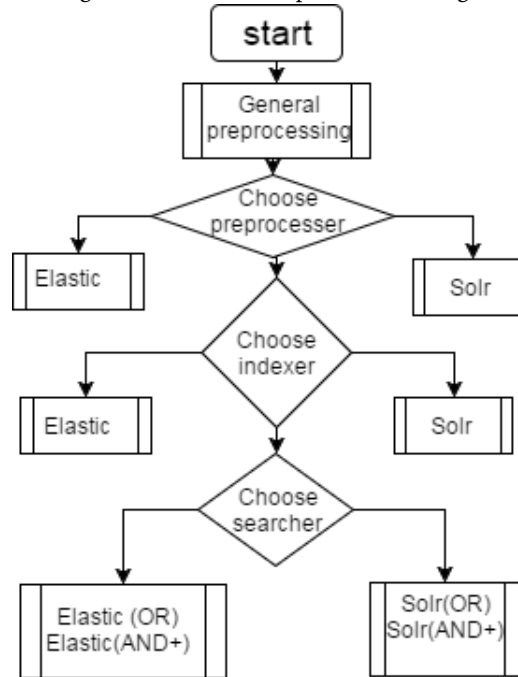 start
General
preprocessing
Choose
preprocesser
Elastic
Solr
Choose
indexer
Elastic
Solr
Choose
searcher
Elastic (OR)
Elastic(AND+)
Solr(OR)
Solr(AND+)